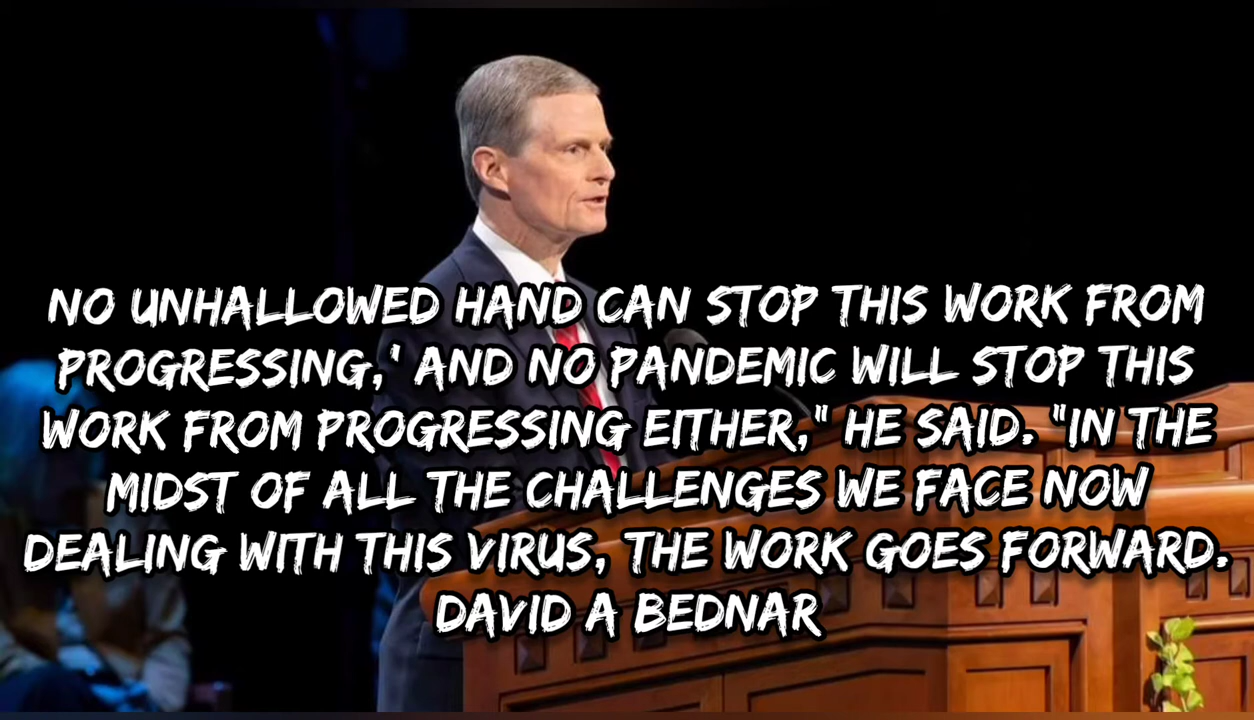 NO UNHALLOWED HAND CAN STOP THIS WORK FROM
PROGRESSING,' AND NO PANDEMIC WILL STOP THIS
WORK FROM PROGRESSING EITHER," HE SAID. "IN THE
MIDST OF ALL THE CHALLENGES WE FACE NOW
DEALING WITH THIS VIRUS, THE WORK GOES FORWARD.
DAVID A BEDNAR